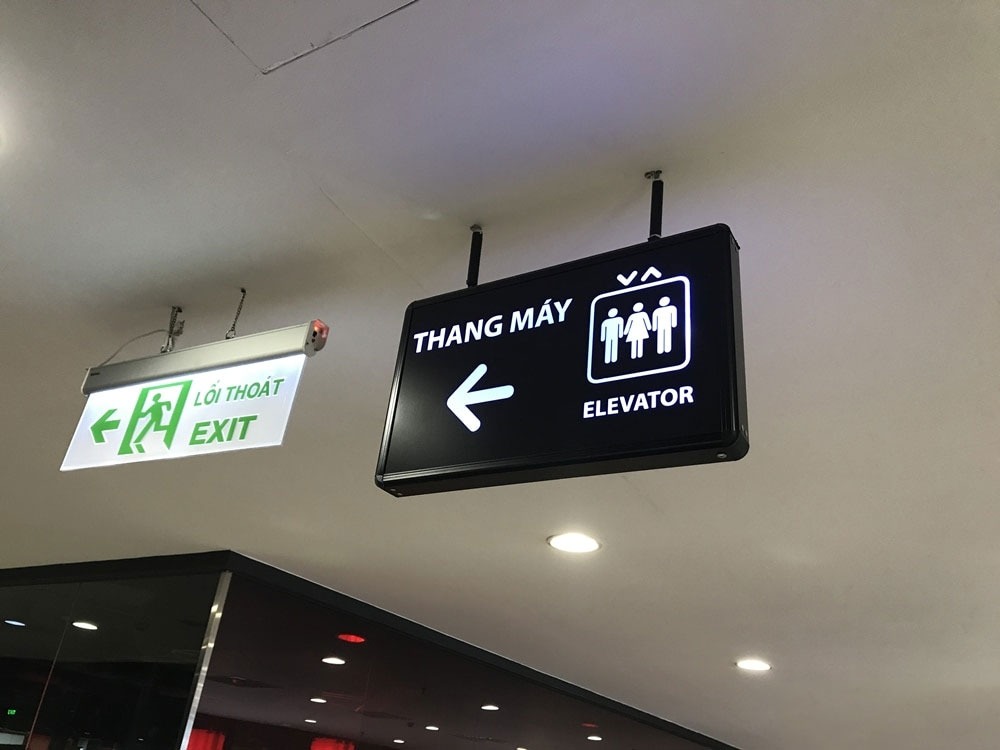 LỐI THOÁT
EXIT
THANG MÁY
ELEVATOR